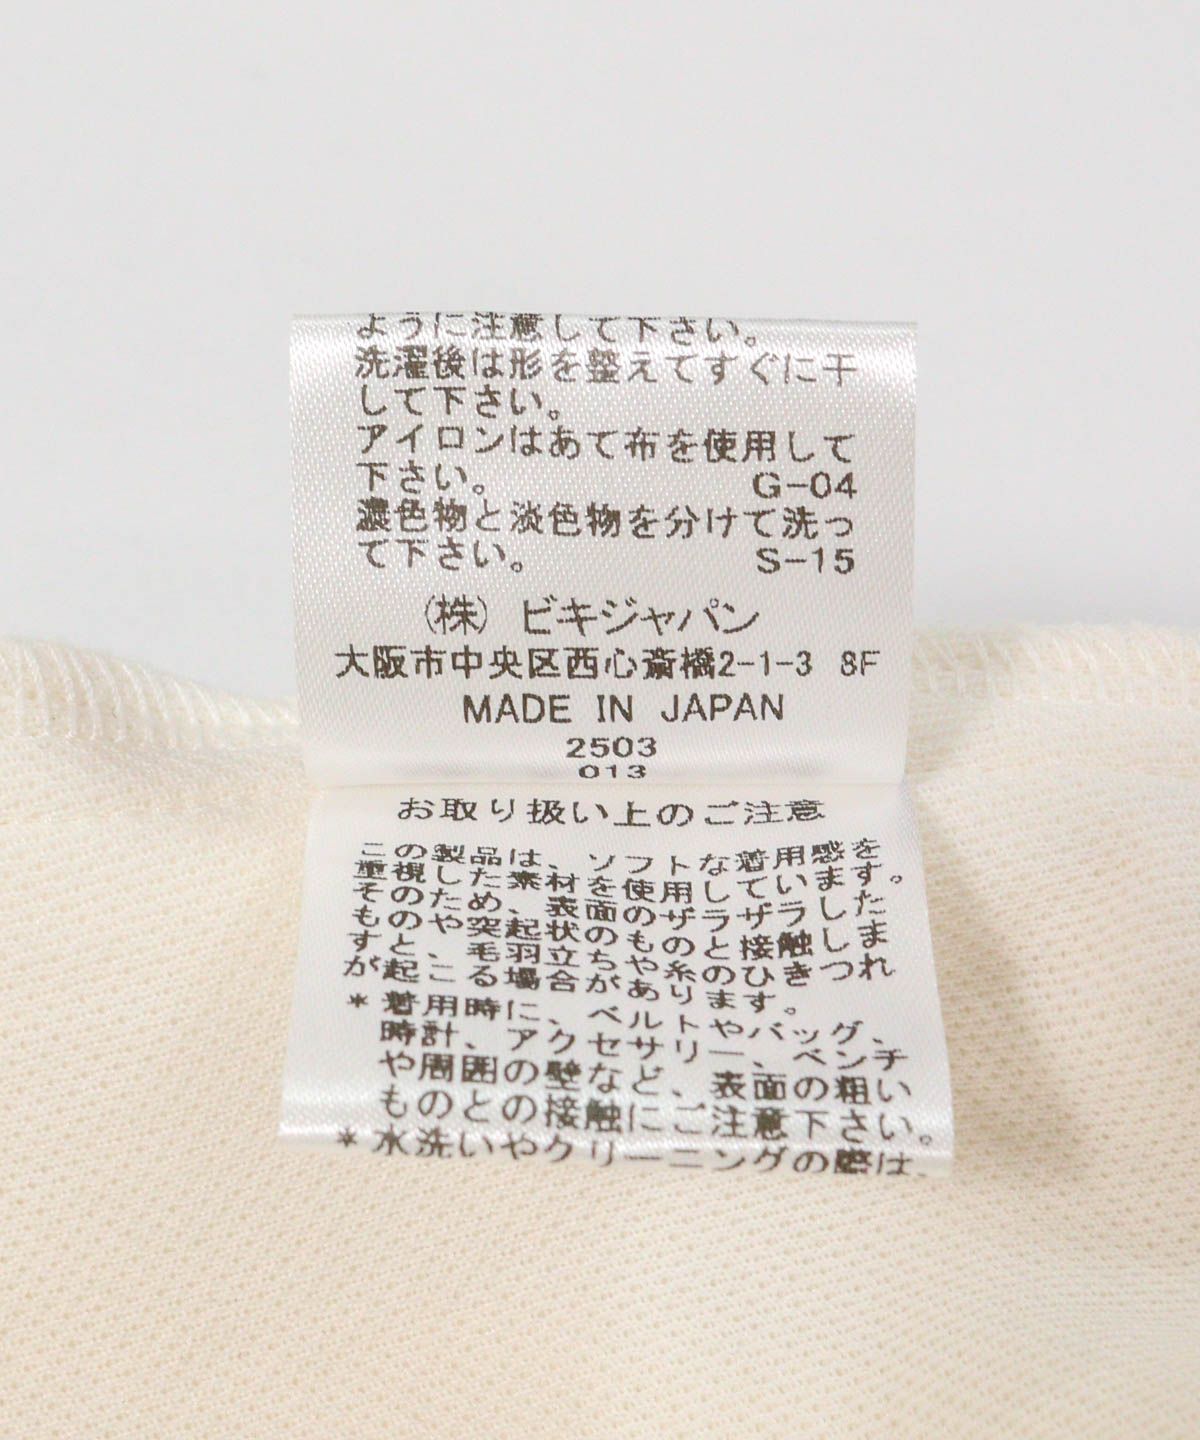 ように注意して下さい。
洗濯後は形を整えてすぐに干
して下さい。
アイロンはあて布を使用して
下さい。 G-04
濃色物と淡色物を分けて洗っ
て下さい。 S-15
(株) ビキジャパン
大阪市中央区西心斎橋2-1-3 8F
MADE IN JAPAN
2503
013
お取り扱い上のご注意
この製品は、ソフトな着用感を
重視した素材を使用しています。
そのため、表面のザラザラした
ものや突起状のものとの接触しま
すと、毛羽立ちや糸のひきつれ
が起こる場合があります。
*着用時に、ベルトやバッグ、
時計、アクセサリー、ベンチ
や周囲の壁など、表面の粗い
ものとの接触にご注意下さい。
*水洗いやクリーニングの際は、